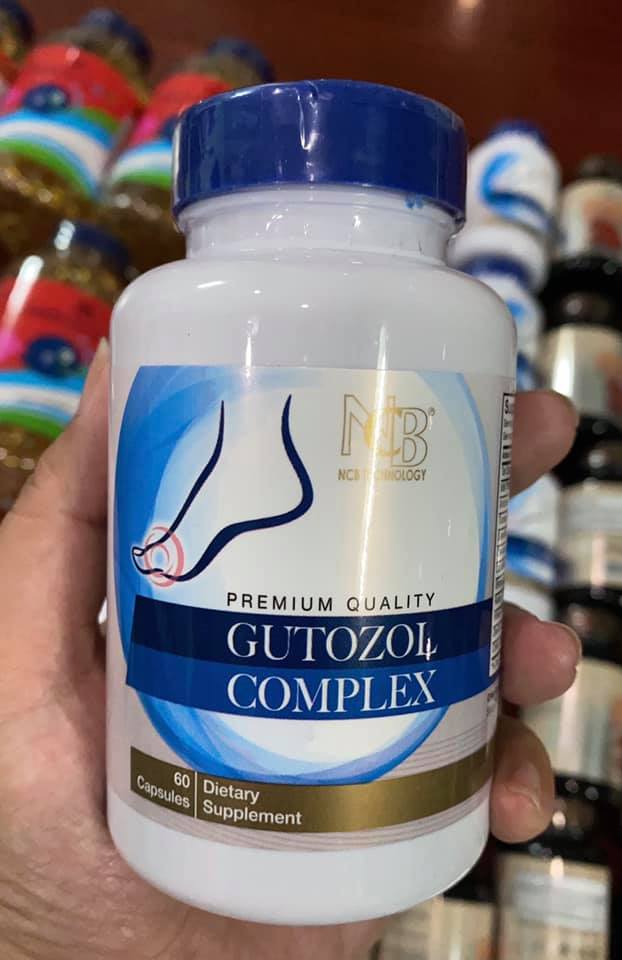 NCB®
NCB TECHNOLOGY
PREMIUM QUALITY
GUTOZOL
COMPLEX
60
Capsules
Dietary
Supplement